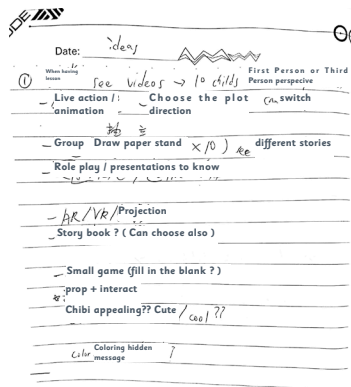 Date: ideas
① When having lesson see videos → 10 childs First Person or Third Person perspecive
- Live action / animation - Choose the plot direction Can switch
- Group Draw paper stand ×10) see different stories
- Role play / presentations to know
- AR/VR/Projection
- Story book ? ( Can choose also )
- Small game (fill in the blank ? )
prop + interact
Chibi appealing?? Cute / cool ??
Color Coloring hidden message ?